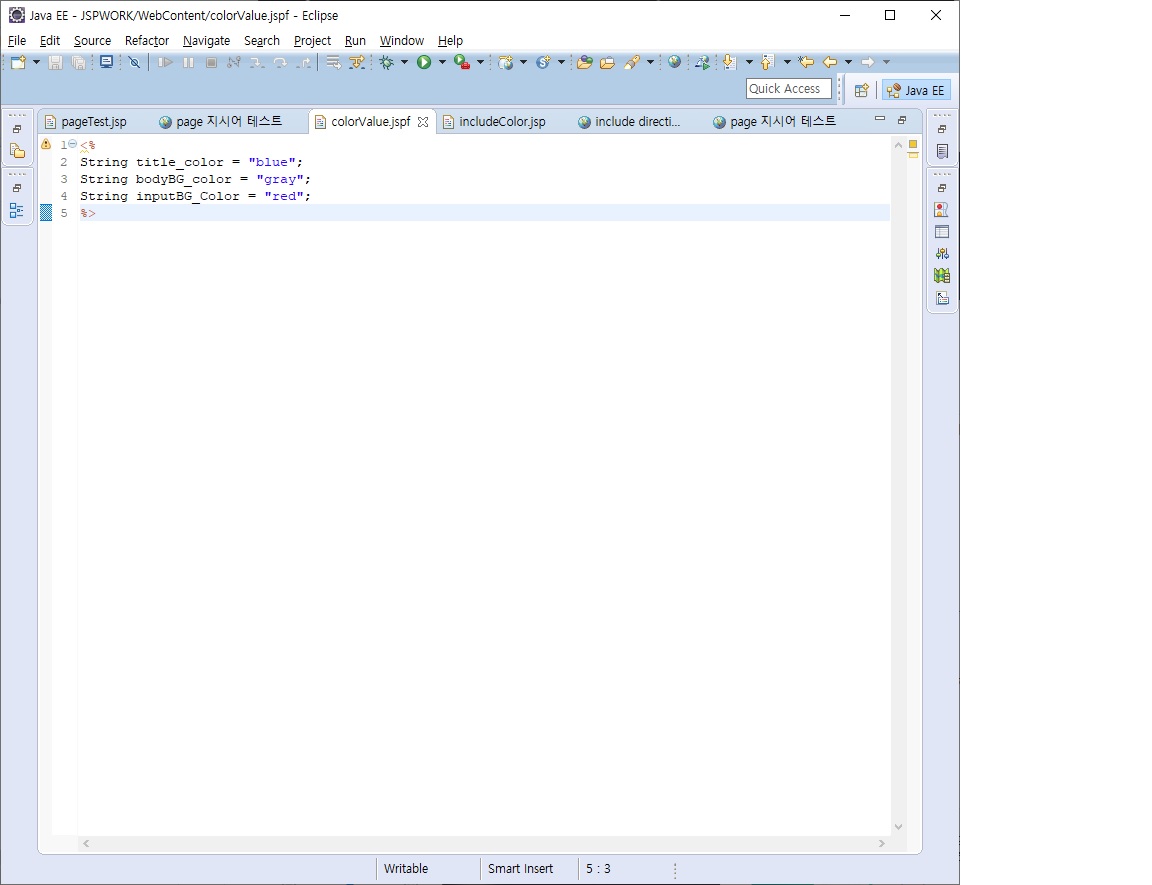 Java EE - JSPWORK/WebContent/colorValue.jspf - Eclipse
File Edit Source Refactor Navigate Search Project Run Window Help
Quick Access
Java EE
pageTest.jsp page 지시어 테스트 colorValue.jspf includeColor.jsp include directi... page 지시어 테스트
1 <%
2 String title_color = "blue";
3 String bodyBG_color = "gray";
4 String inputBG_Color = "red";
5 %>
Writable Smart Insert 5 : 3